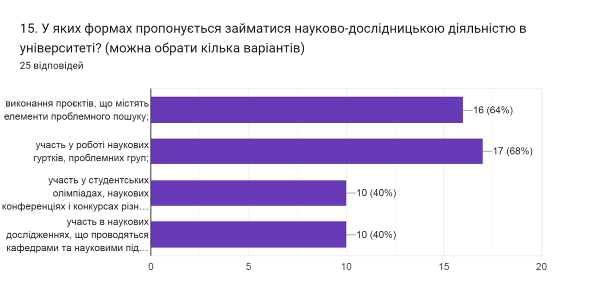 15. У яких формах пропонується займатися науково-дослідницькою діяльністю в
університеті? (можна обрати кілька варіантів)
25 відповідей
виконання проєктів, що містять
елементи проблемного пошуку;
16 (64%)
участь у роботі наукових
гуртків, проблемних груп;
17 (68%)
участь у студентських
олімпіадах, наукових
конференціях і конкурсах різн…
10 (40%)
участь в наукових
дослідженнях, що проводяться
кафедрами та науковими під…
10 (40%)
0 5 10 15 20